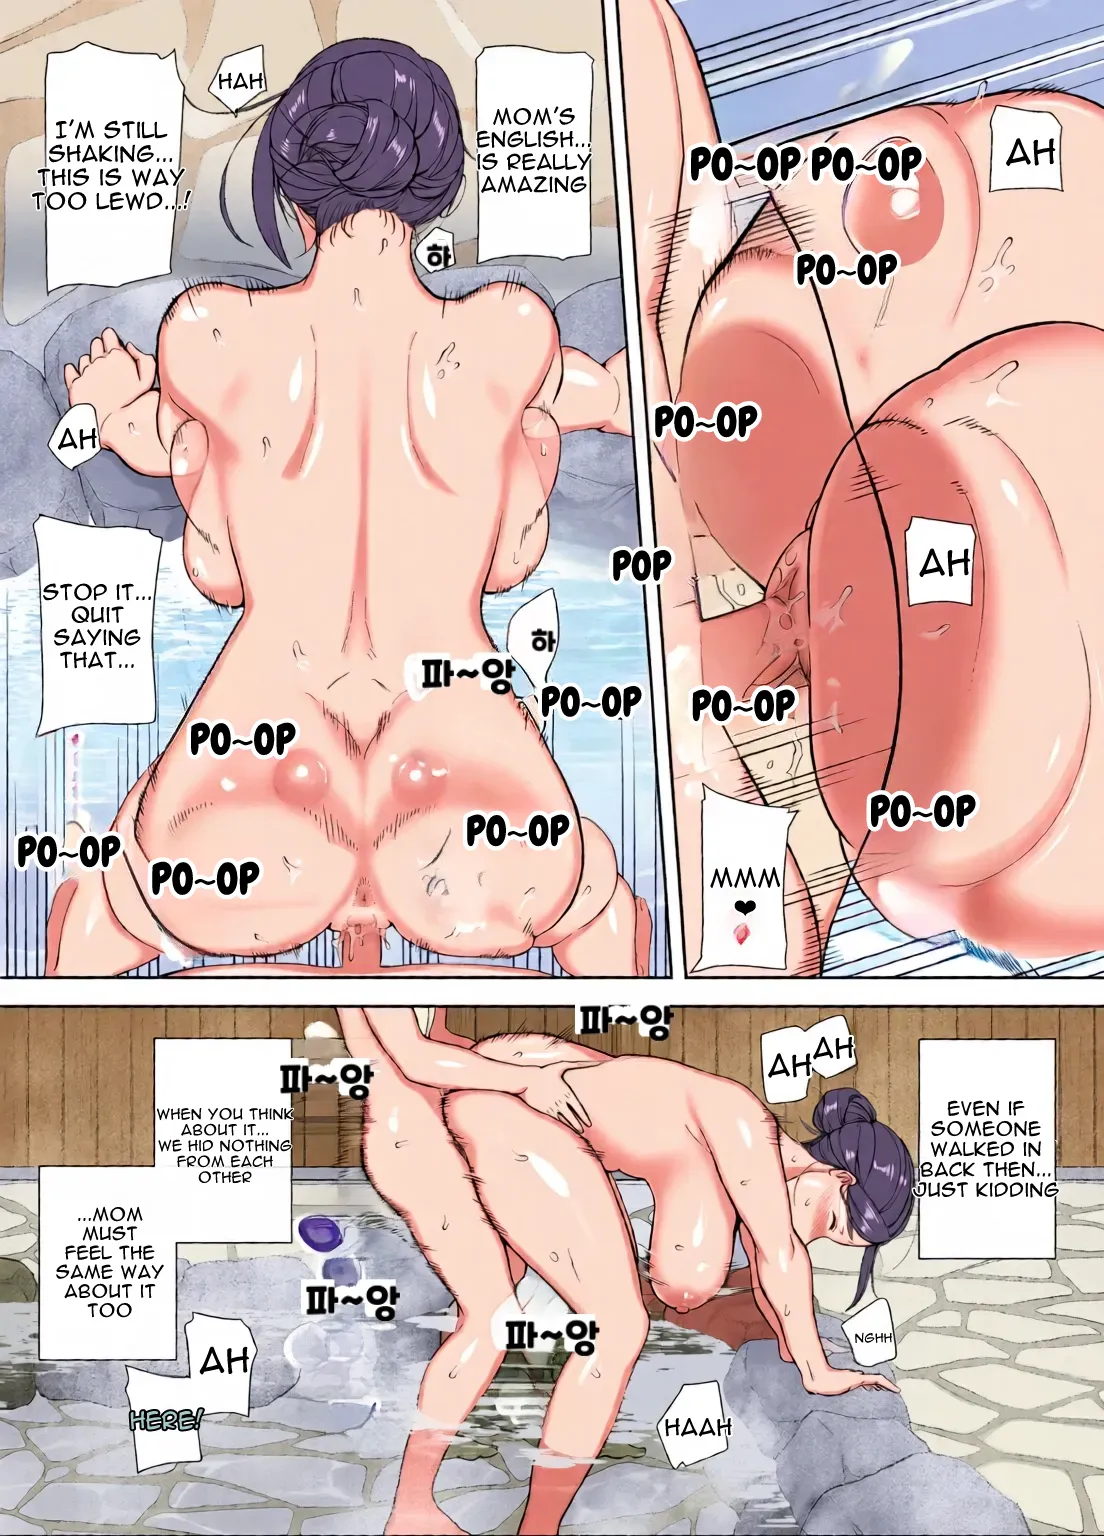 HAH
I'M STILL
SHAKING...
THIS IS WAY
TOO LEWD...!
MOM'S
ENGLISH...
IS REALLY
AMAZING
하
AH
STOP IT...
QUIT
SAYING
THAT...
하
파~앙
PO~OP
PO~OP
PO~OP
PO~OP
PO~OP
PO~OP PO~OP
AH
PO~OP
PO~OP
POP
AH
PO~OP
PO~OP
MMM
❤
파~앙
파~앙
AH AH
WHEN YOU THINK
ABOUT IT...
WE HID NOTHING
FROM EACH
OTHER
EVEN IF
SOMEONE
WALKED IN
BACK THEN...
JUST KIDDING
...MOM
MUST
FEEL THE
SAME WAY
ABOUT IT
TOO
파~앙
파~앙
NGHH
AH
HERE!
HAAH